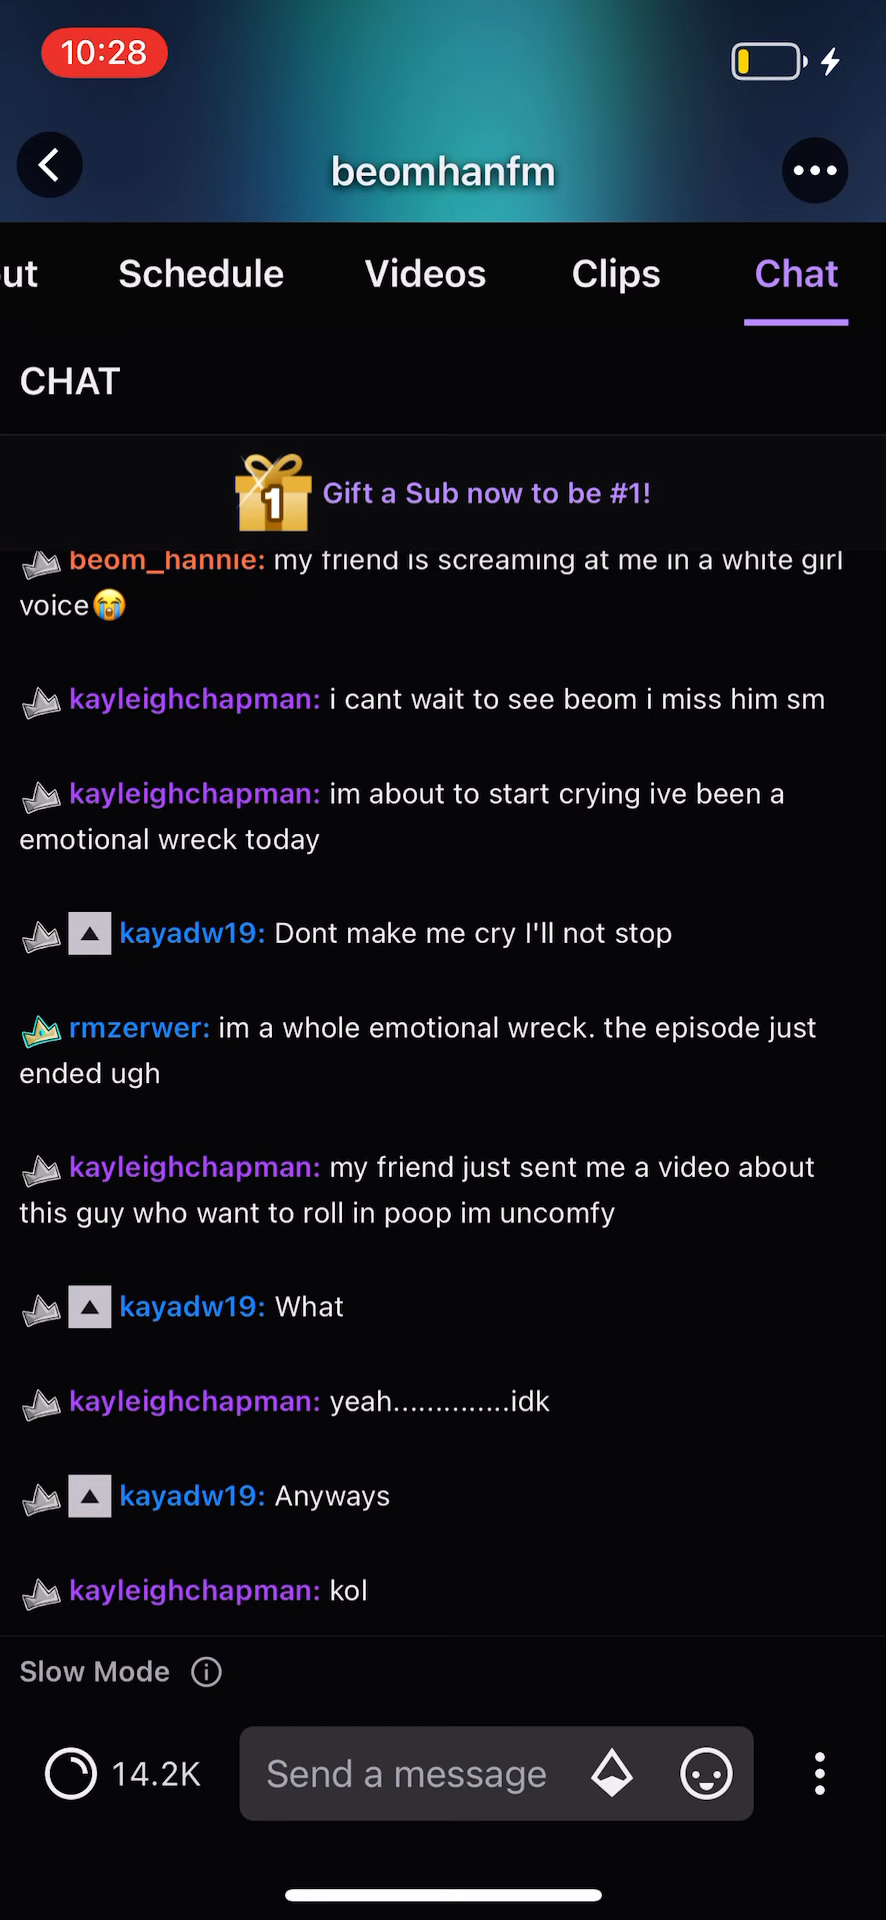 10:28
beomhanfm
ut Schedule Videos Clips Chat
CHAT
1 Gift a Sub now to be #1!
beom_hannie: my friend is screaming at me in a white girl
voice😭
kayleighchapman: i cant wait to see beom i miss him sm
kayleighchapman: im about to start crying ive been a
emotional wreck today
kayadw19: Dont make me cry I'll not stop
rmzerwer: im a whole emotional wreck. the episode just
ended ugh
kayleighchapman: my friend just sent me a video about
this guy who want to roll in poop im uncomfy
kayadw19: What
kayleighchapman: yeah..............idk
kayadw19: Anyways
kayleighchapman: kol
Slow Mode
14.2K Send a message